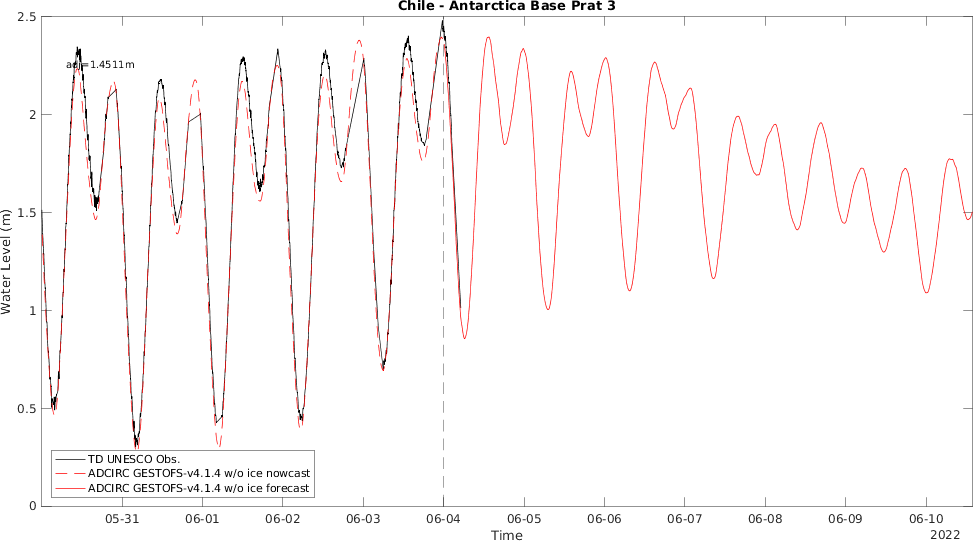 Chile - Antarctica Base Prat 3
2.5
2
1.5
1
0.5
0
Water Level (m)
adj=1.4511m
TD UNESCO Obs.
ADCIRC GESTOFS-v4.1.4 w/o ice nowcast
ADCIRC GESTOFS-v4.1.4 w/o ice forecast
05-31 06-01 06-02 06-03 06-04 06-05 06-06 06-07 06-08 06-09 06-10
Time
2022